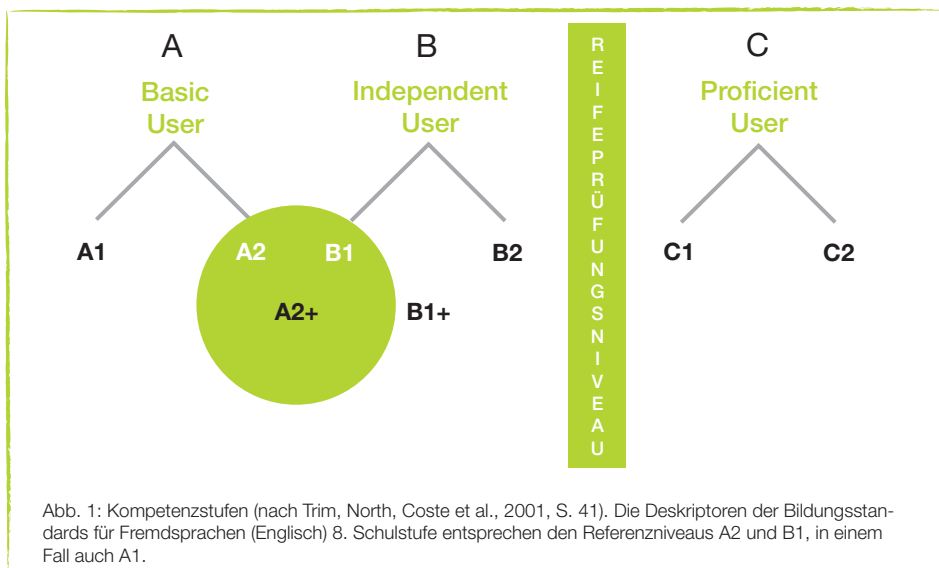 A B C
Basic
User
Independent
User
Proficient
User
A1 A2 B1 B2 C1 C2
A2+ B1+
REIFEPRÜFUNGSNIVEAU
Abb. 1: Kompetenzstufen (nach Trim, North, Coste et al., 2001, S. 41). Die Deskriptoren der Bildungsstan-
dards für Fremdsprachen (Englisch) 8. Schulstufe entsprechen den Referenzniveaus A2 und B1, in einem
Fall auch A1.